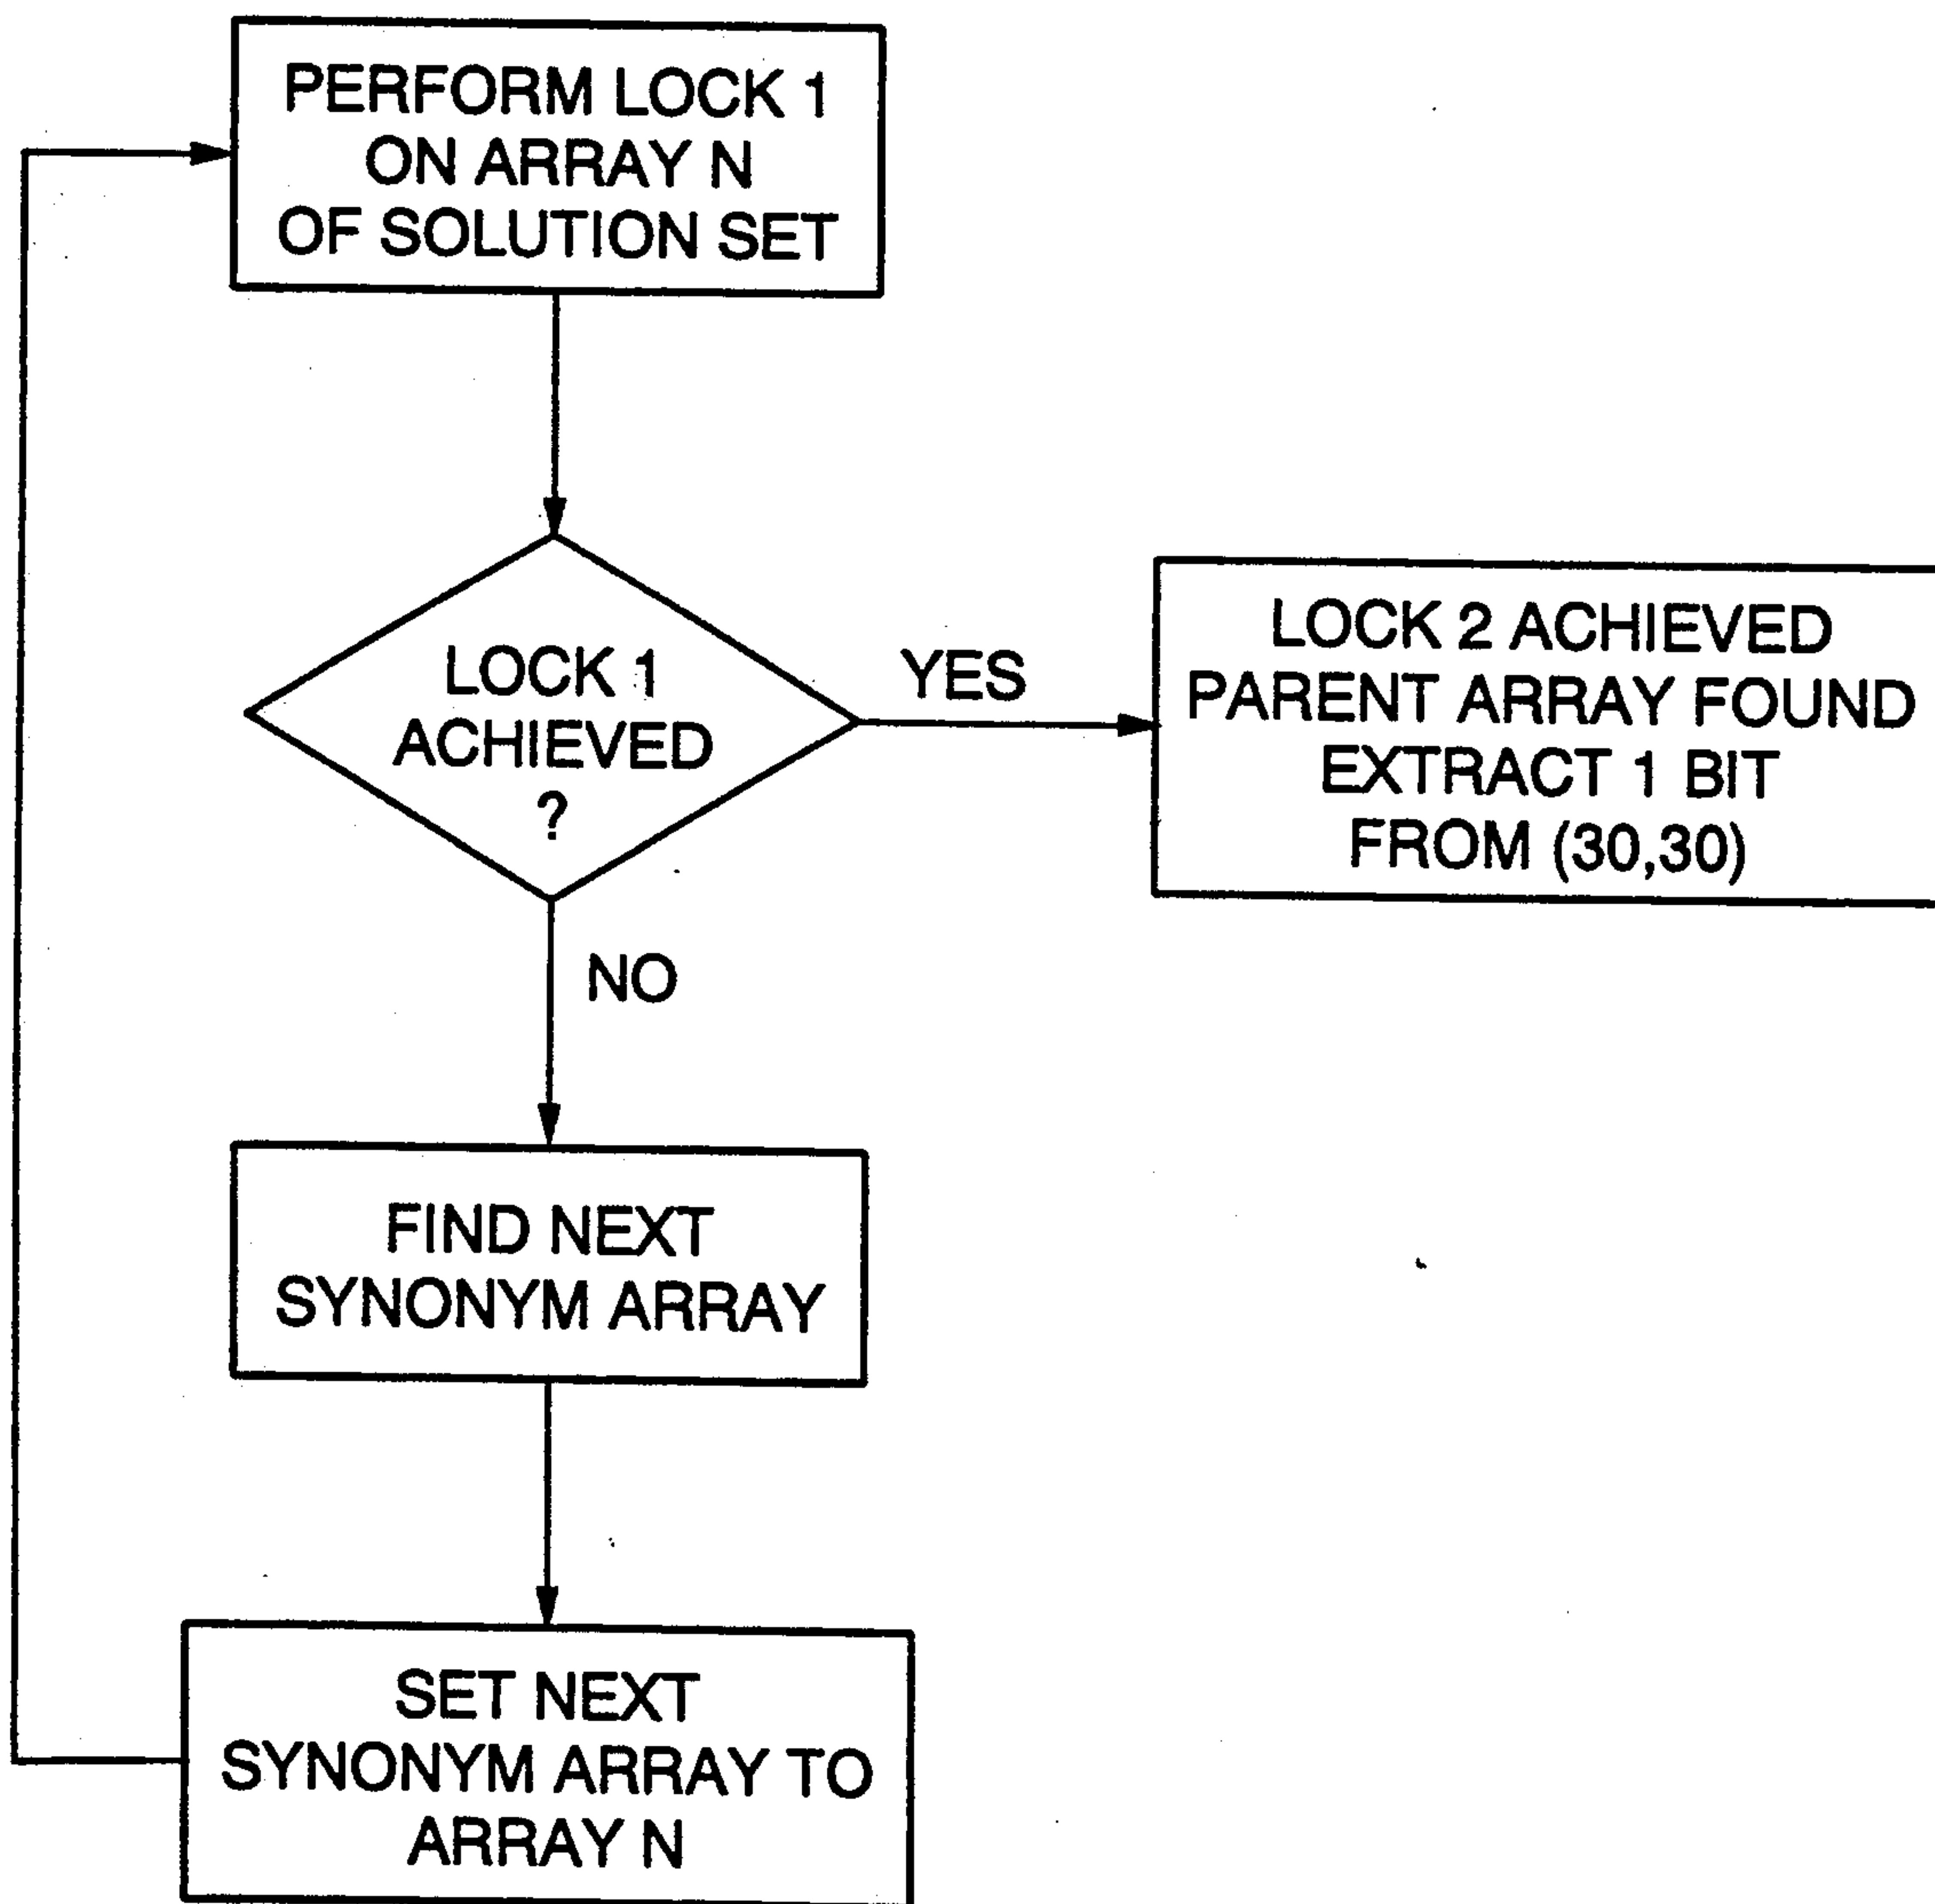 PERFORM LOCK 1
ON ARRAY N
OF SOLUTION SET
LOCK 1
ACHIEVED
?
YES
LOCK 2 ACHIEVED
PARENT ARRAY FOUND
EXTRACT 1 BIT
FROM (30,30)
NO
FIND NEXT
SYNONYM ARRAY
SET NEXT
SYNONYM ARRAY TO
ARRAY N